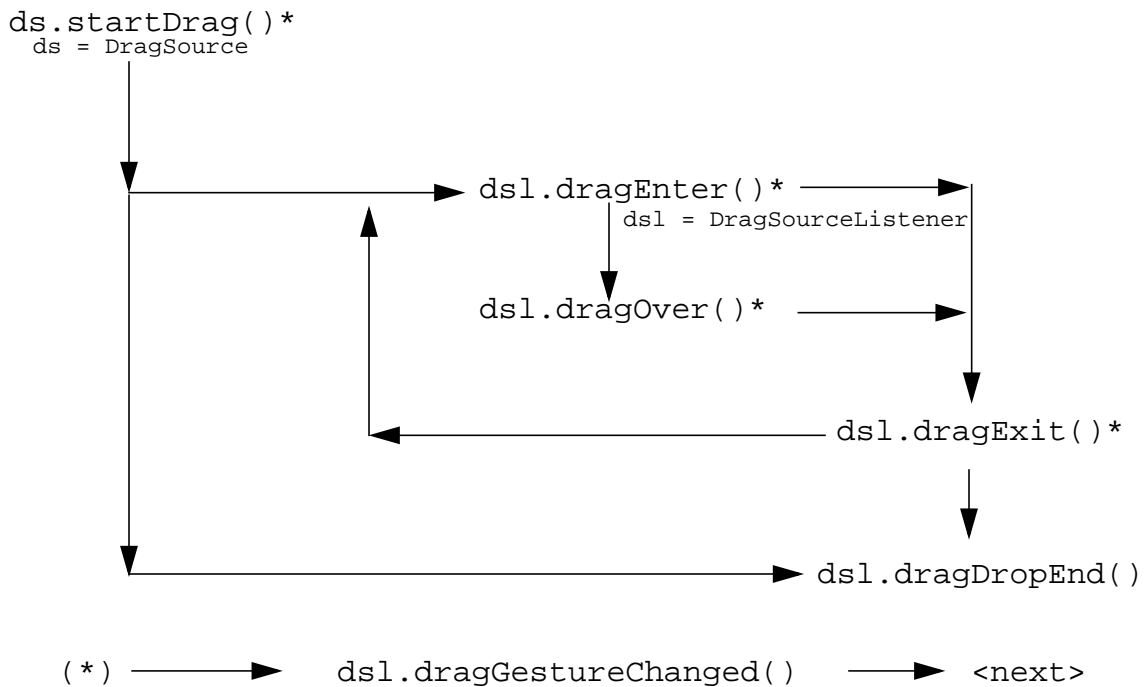 ds.startDrag()*
ds = DragSource
dsl.dragEnter()*
dsl = DragSourceListener
dsl.dragOver()*
dsl.dragExit()*
dsl.dragDropEnd()
(*) dsl.dragGestureChanged() <next>